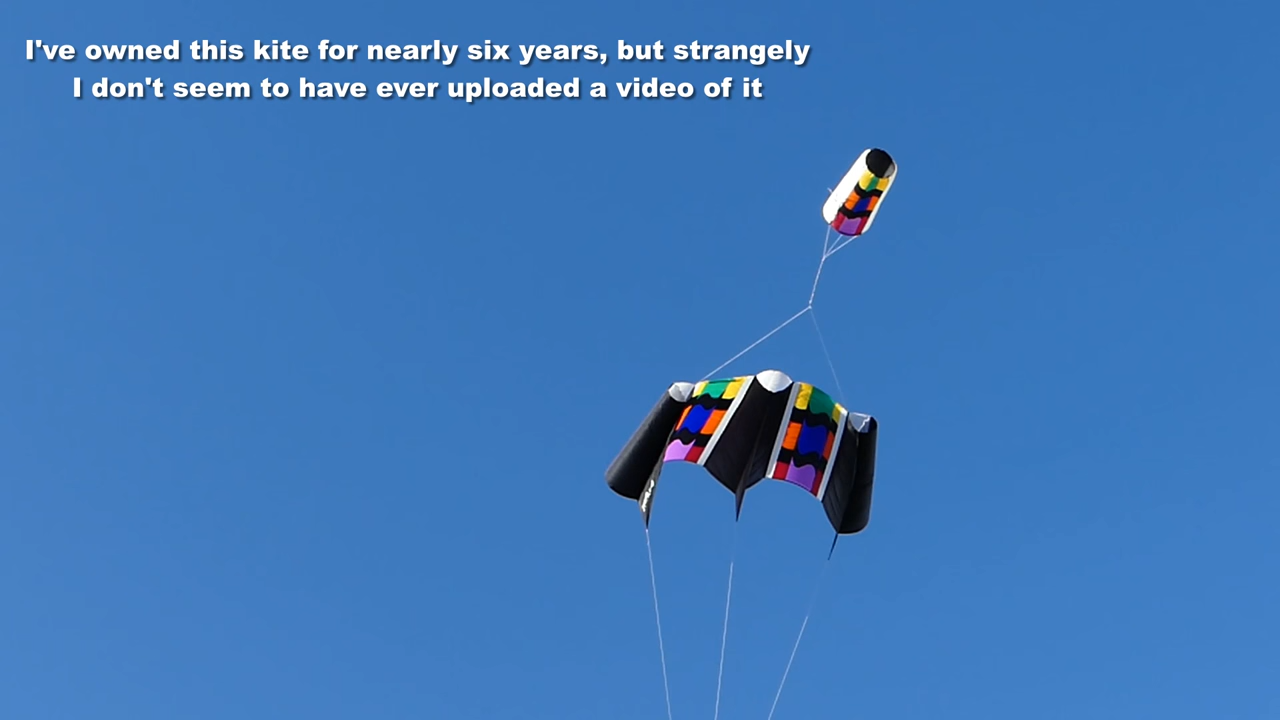 I've owned this kite for nearly six years, but strangely
I don't seem to have ever uploaded a video of it